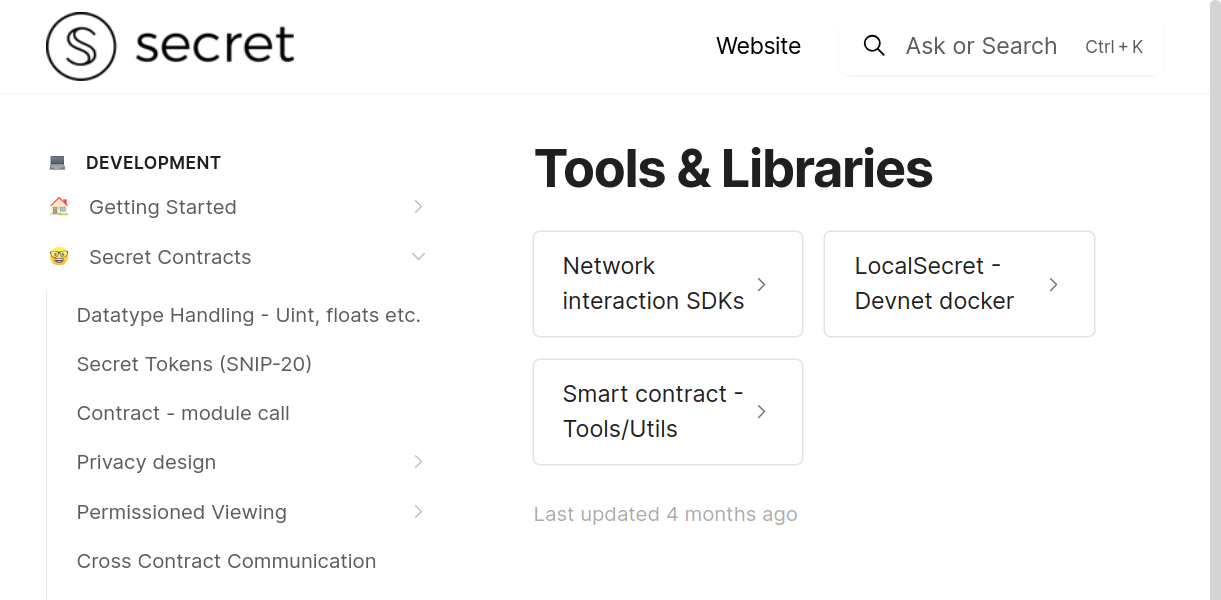 secret
Website
Ask or Search
Ctrl + K
DEVELOPMENT
Getting Started
Secret Contracts
Datatype Handling - Uint, floats etc.
Secret Tokens (SNIP-20)
Contract - module call
Privacy design
Permissioned Viewing
Cross Contract Communication
Tools & Libraries
Network
interaction SDKs
LocalSecret -
Devnet docker
Smart contract -
Tools/Utils
Last updated 4 months ago